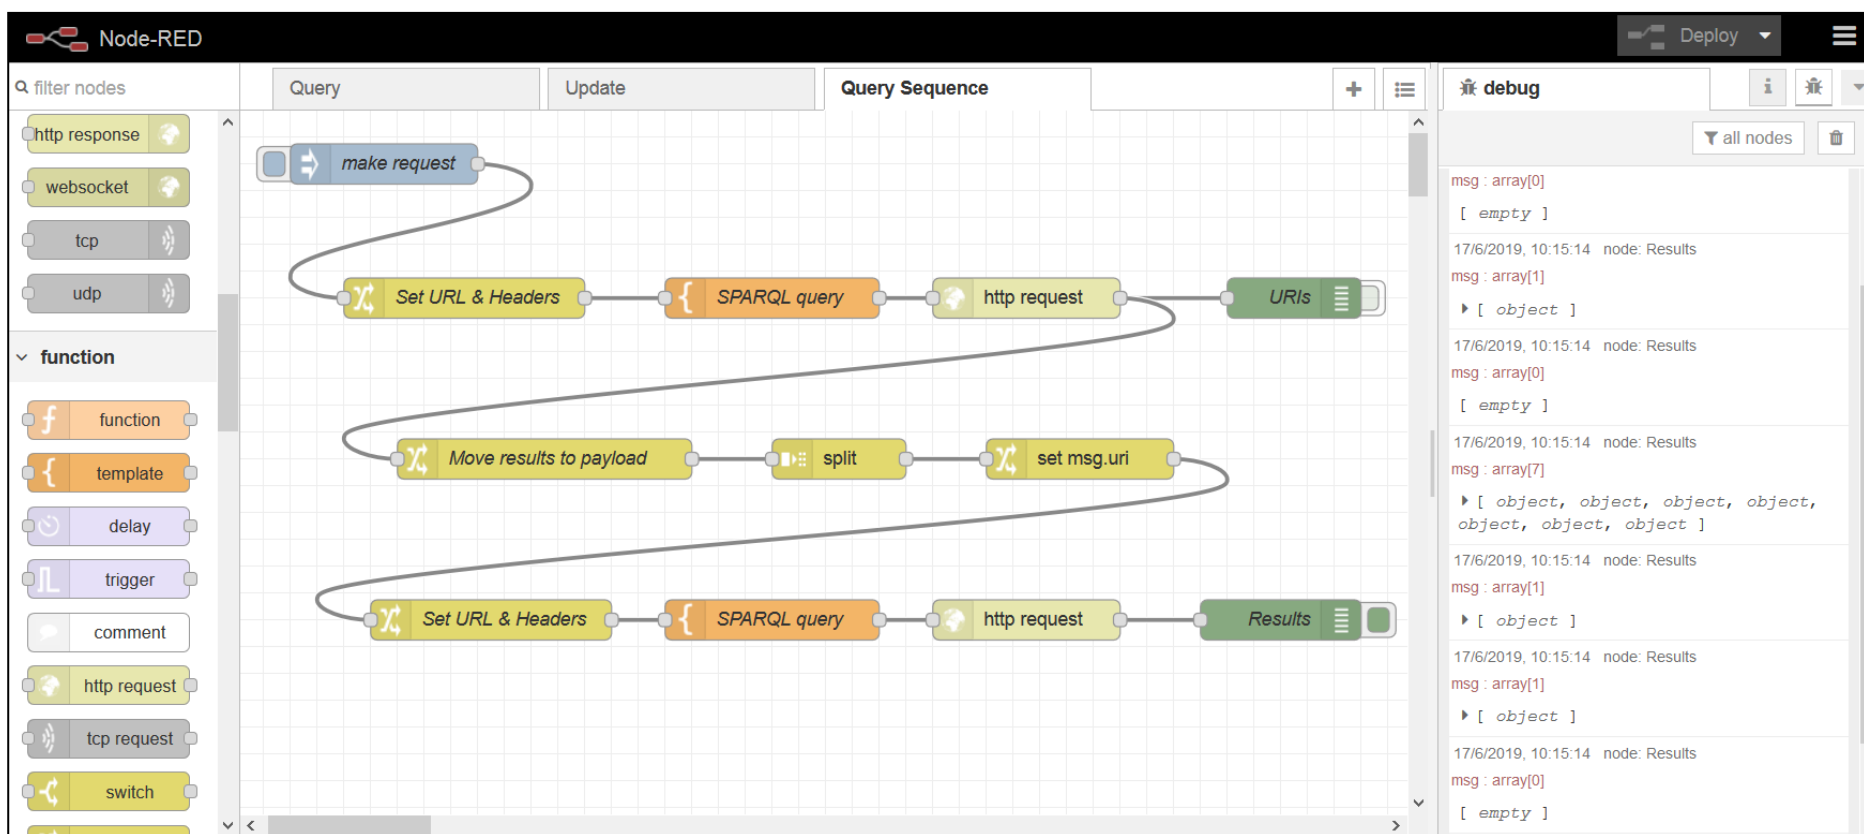 Node-RED
Deploy
filter nodes
Query
Update
Query Sequence
debug
all nodes
http response
websocket
tcp
udp
function
function
template
delay
trigger
comment
http request
tcp request
switch
make request
Set URL & Headers
SPARQL query
http request
URIs
Move results to payload
split
set msg.uri
Set URL & Headers
SPARQL query
http request
Results
msg : array[0]
[ empty ]
17/6/2019, 10:15:14 node: Results
msg : array[1]
[ object ]
17/6/2019, 10:15:14 node: Results
msg : array[0]
[ empty ]
17/6/2019, 10:15:14 node: Results
msg : array[7]
[ object, object, object, object,
object, object, object ]
17/6/2019, 10:15:14 node: Results
msg : array[1]
[ object ]
17/6/2019, 10:15:14 node: Results
msg : array[1]
[ object ]
17/6/2019, 10:15:14 node: Results
msg : array[0]
[ empty ]